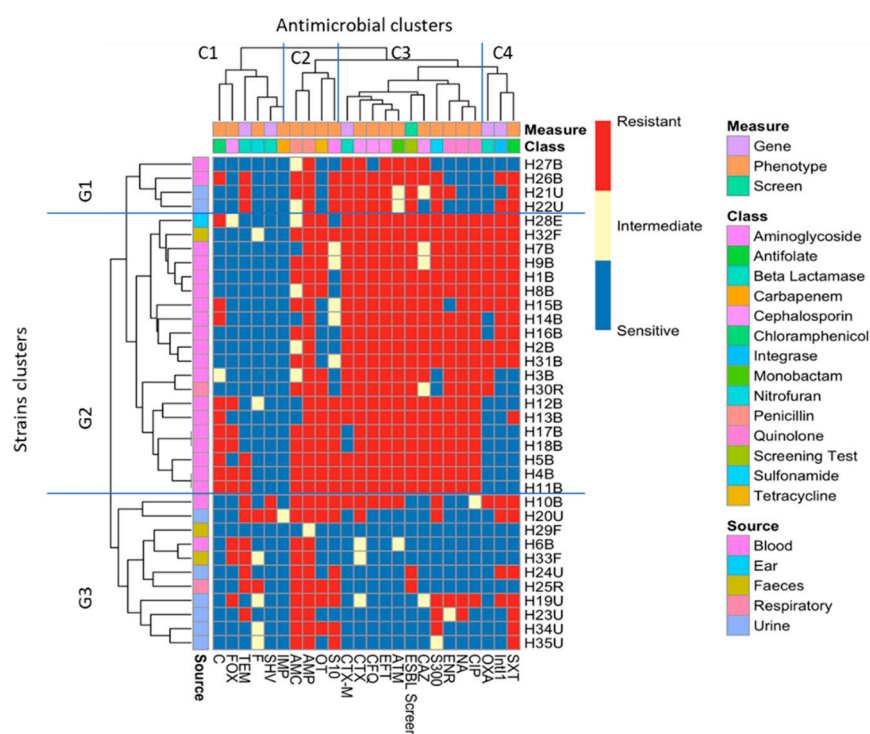 Antimicrobial clusters
C1
C2
C3
C4
Measure
Class
Strains clusters
G1
G2
G3
H27B
H26B
H21U
H22U
H28E
H32F
H7B
H9B
H1B
H8B
H15B
H14B
H16B
H2B
H31B
H3B
H30R
H12B
H13B
H17B
H18B
H5B
H4B
H11B
H10B
H20U
H29F
H6B
H33F
H24U
H25R
H19U
H23U
H34U
H35U
Source
C
FOX
TEM
F
SHV
IMP
AMC
AMP
OT
S10
CTX-M
CTX
CFQ
EFT
ATM
ESBL Screen
CAZ
S300
ENR
NA
CIP
OXA
IntI1
SXT
Resistant
Intermediate
Sensitive
Measure
Gene
Phenotype
Screen
Class
Aminoglycoside
Antifolate
Beta Lactamase
Carbapenem
Cephalosporin
Chloramphenicol
Integrase
Monobactam
Nitrofuran
Penicillin
Quinolone
Screening Test
Sulfonamide
Tetracycline
Source
Blood
Ear
Faeces
Respiratory
Urine